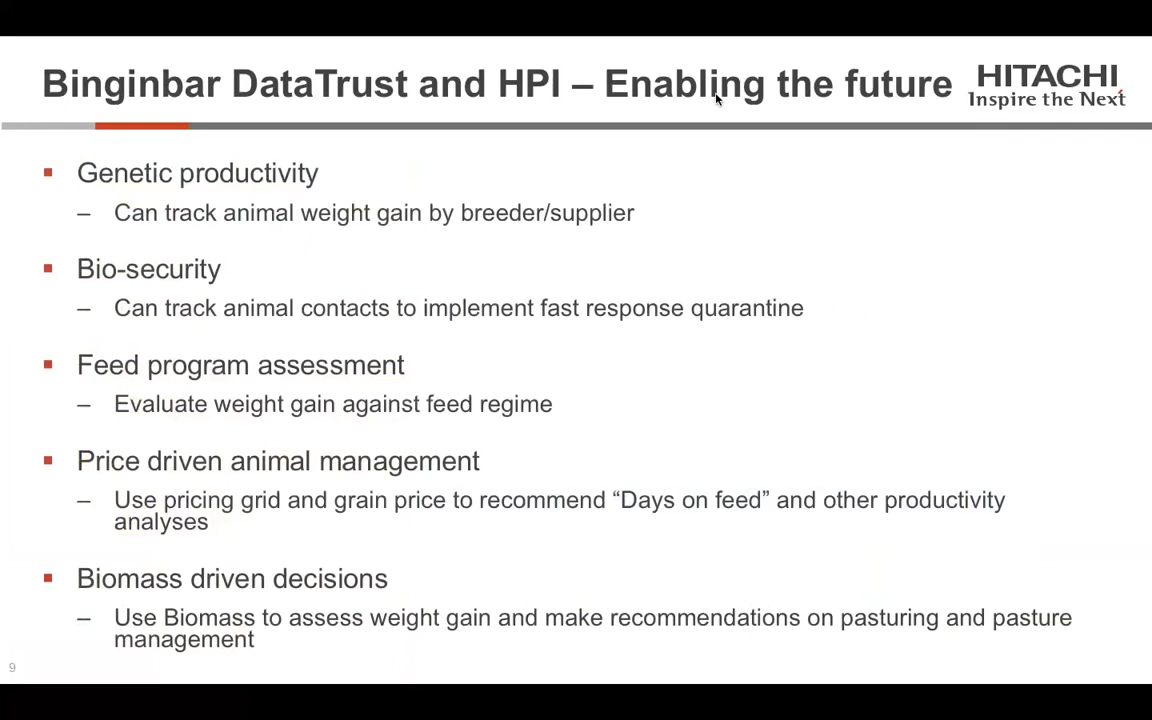 Binginbar DataTrust and HPI – Enabling the future
HITACHI
Inspire the Next
▪ Genetic productivity
– Can track animal weight gain by breeder/supplier
▪ Bio-security
– Can track animal contacts to implement fast response quarantine
▪ Feed program assessment
– Evaluate weight gain against feed regime
▪ Price driven animal management
– Use pricing grid and grain price to recommend “Days on feed” and other productivity
analyses
▪ Biomass driven decisions
– Use Biomass to assess weight gain and make recommendations on pasturing and pasture
management
9